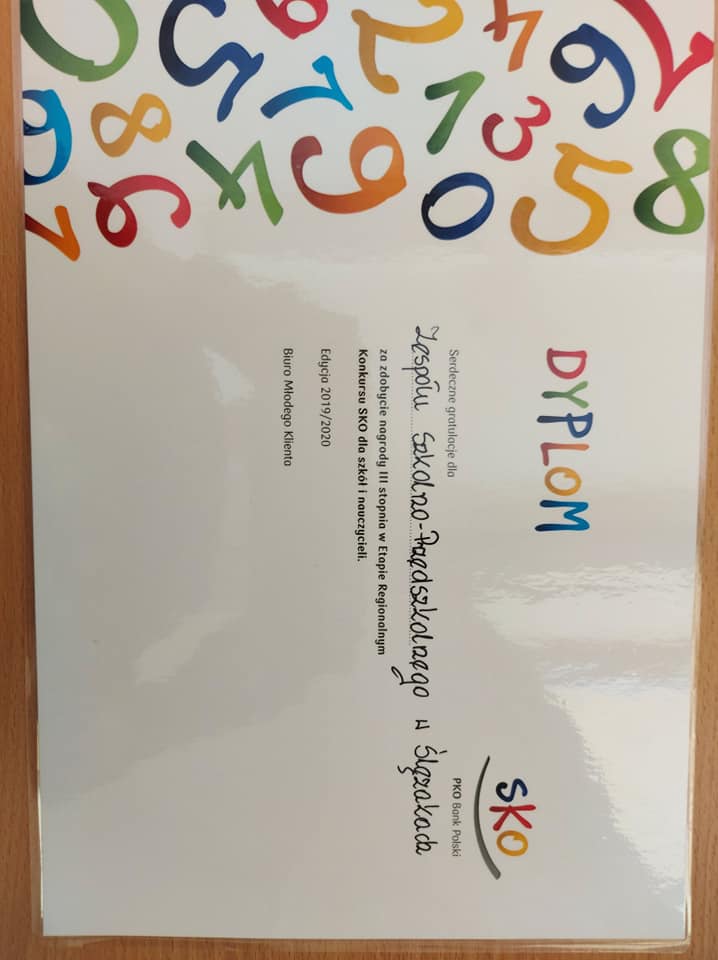 DYPLOM
SKO
PKO Bank Polski
Serdeczne gratulacje dla
Zespołu Szkolno-Przedszkolnego w Ślęzakach
za zdobycie nagrody III stopnia w Etapie Regionalnym
Konkursu SKO dla szkół i nauczycieli.
Edycja 2019/2020
Biuro Młodego Klienta